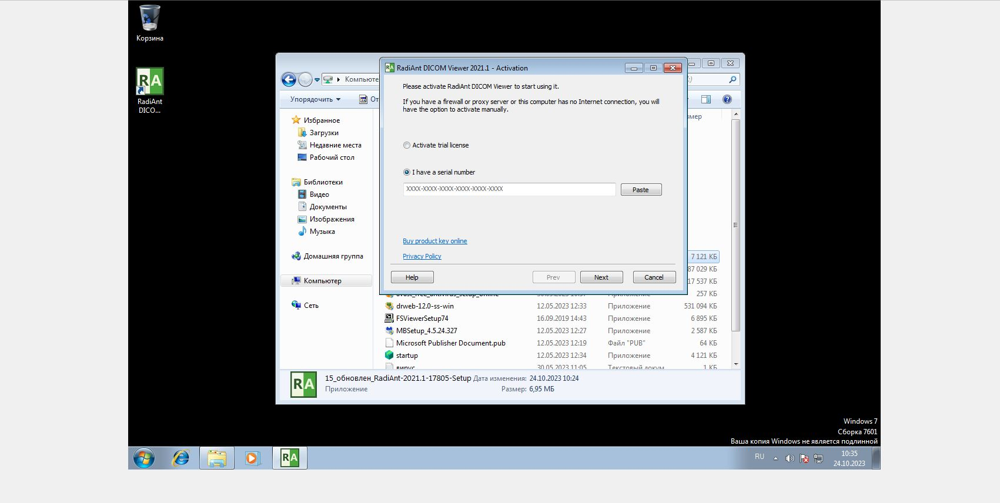 Корзина
RA
RadiAnt
DICO...
Компьюте
Упорядочить
От
змер
Избранное
Загрузки
Недавние места
Рабочий стол
Библиотеки
Видео
Документы
Изображения
Музыка
Домашняя группа
Компьютер
Сеть
RA RadiAnt DICOM Viewer 2021.1 - Activation
Please activate RadiAnt DICOM Viewer to start using it.
If you have a firewall or proxy server or this computer has no Internet connection, you will
have the option to activate manually.
Activate trial license
I have a serial number
XXXX-XXXX-XXXX-XXXX-XXXX-XXXX
Paste
Buy product key online
Privacy Policy
Help
Prev
Next
Cancel
7 121 КБ
87 029 КБ
17 537 КБ
257 КБ
drweb-12.0-ss-win 12.05.2023 12:33 Приложение 531 094 КБ
FSViewerSetup74 16.09.2019 14:43 Приложение 6 895 КБ
MBSetup_4.5.24.327 12.05.2023 12:27 Приложение 2 587 КБ
Microsoft Publisher Document.pub 12.05.2023 12:19 Файл "PUB" 64 КБ
startup 12.05.2023 12:34 Приложение 4 121 КБ
вирус 30.05.2023 11:05 Текстовый докум... 1 КБ
RA
15_обновлен_RadiAnt-2021.1-17805-Setup Дата изменения: 24.10.2023 10:24
Приложение Размер: 6,95 МБ
Windows 7
Сборка 7601
Ваша копия Windows не является подлинной
RA
RU
10:35
24.10.2023